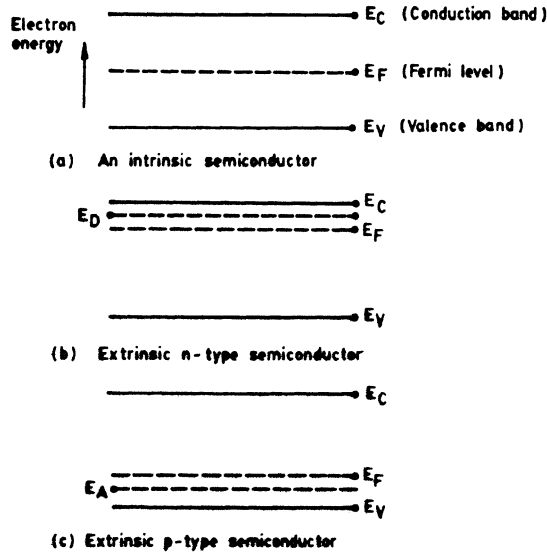 Electron energy
E_C (Conduction band)
E_F (Fermi level)
E_V (Valence band)
(a) An intrinsic semiconductor
E_C
E_D
E_F
E_V
(b) Extrinsic n-type semiconductor
E_C
E_F
E_A
E_V
(c) Extrinsic p-type semiconductor